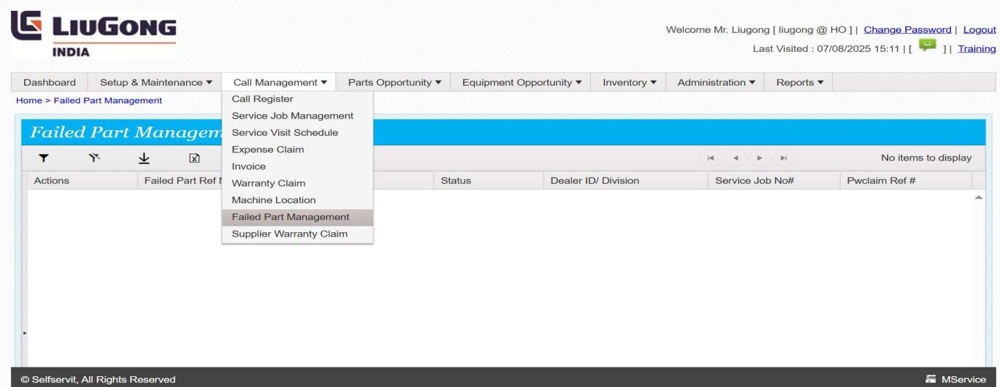 LIUGONG
INDIA
Welcome Mr. Liugong [ liugong @ HO ] | Change Password | Logout
Last Visited : 07/08/2025 15:11 | [ ] | Training
Dashboard Setup & Maintenance ▼ Call Management ▼ Parts Opportunity ▼ Equipment Opportunity ▼ Inventory ▼ Administration ▼ Reports ▼
Home > Failed Part Management
Call Register
Service Job Management
Service Visit Schedule
Expense Claim
Invoice
Warranty Claim
Machine Location
Failed Part Management
Supplier Warranty Claim
Failed Part Managem
No items to display
Actions Failed Part Ref Status Dealer ID/ Division Service Job No# Pwclaim Ref #
© Selfservit, All Rights Reserved MService